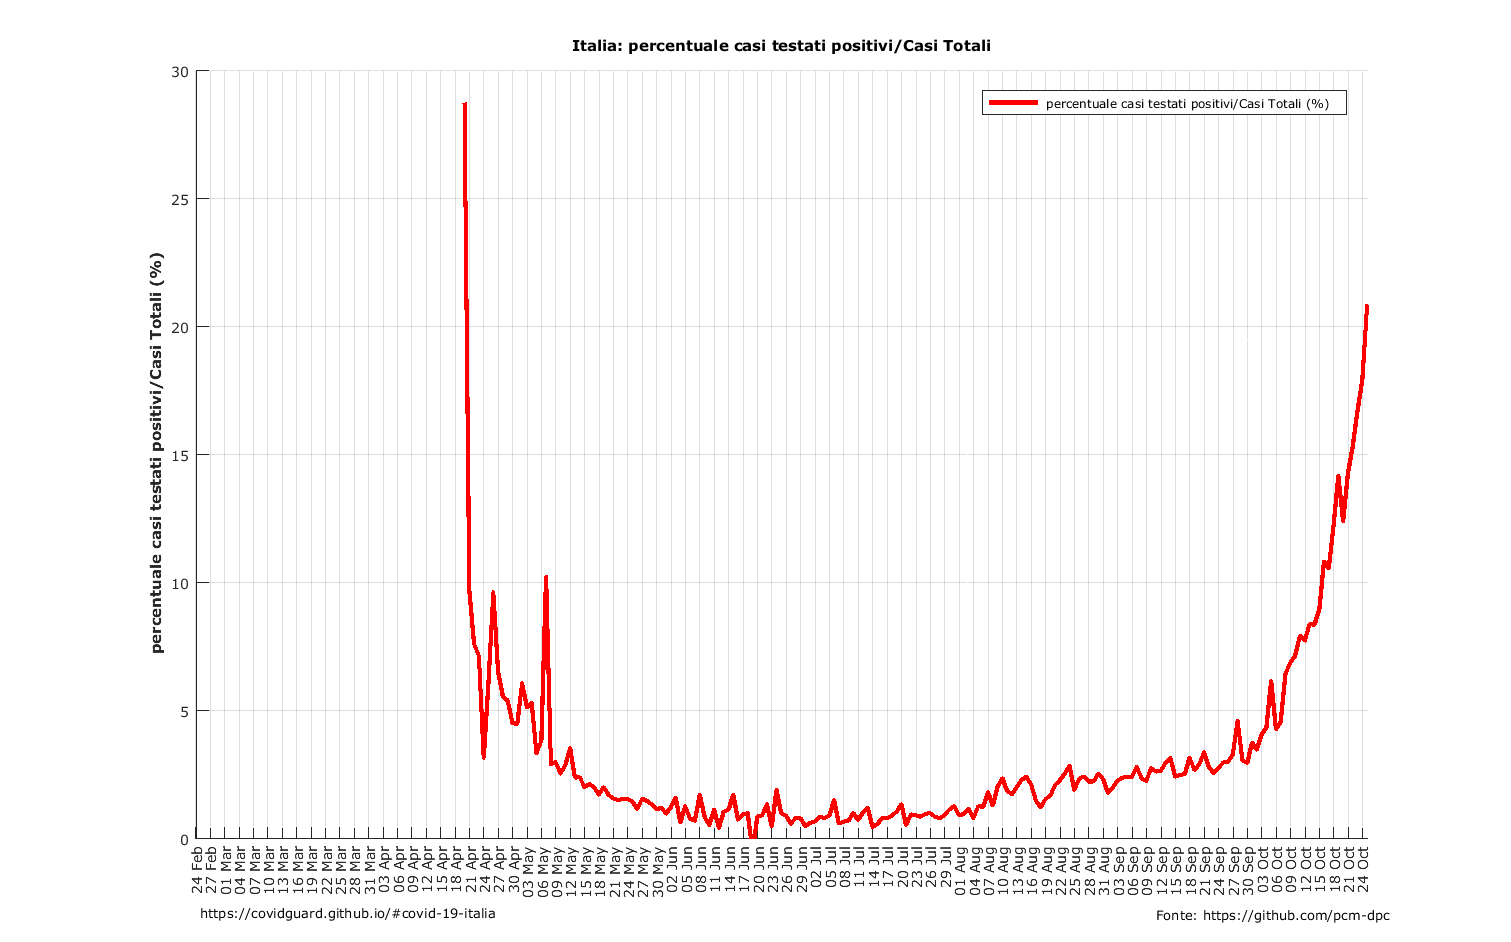 Italia: percentuale casi testati positivi/Casi Totali
percentuale casi testati positivi/Casi Totali (%)
percentuale casi testati positivi/Casi Totali (%)
30
25
20
15
10
5
0
24 Feb
27 Feb
01 Mar
04 Mar
07 Mar
10 Mar
13 Mar
16 Mar
19 Mar
22 Mar
25 Mar
28 Mar
31 Mar
03 Apr
06 Apr
09 Apr
12 Apr
15 Apr
18 Apr
21 Apr
24 Apr
27 Apr
30 Apr
03 May
06 May
09 May
12 May
15 May
18 May
21 May
24 May
27 May
30 May
02 Jun
05 Jun
08 Jun
11 Jun
14 Jun
17 Jun
20 Jun
23 Jun
26 Jun
29 Jun
02 Jul
05 Jul
08 Jul
11 Jul
14 Jul
17 Jul
20 Jul
23 Jul
26 Jul
29 Jul
01 Aug
04 Aug
07 Aug
10 Aug
13 Aug
16 Aug
19 Aug
22 Aug
25 Aug
28 Aug
31 Aug
03 Sep
06 Sep
09 Sep
12 Sep
15 Sep
18 Sep
21 Sep
24 Sep
27 Sep
30 Sep
03 Oct
06 Oct
09 Oct
12 Oct
15 Oct
18 Oct
21 Oct
24 Oct
https://covidguard.github.io/#covid-19-italia
Fonte: https://github.com/pcm-dpc